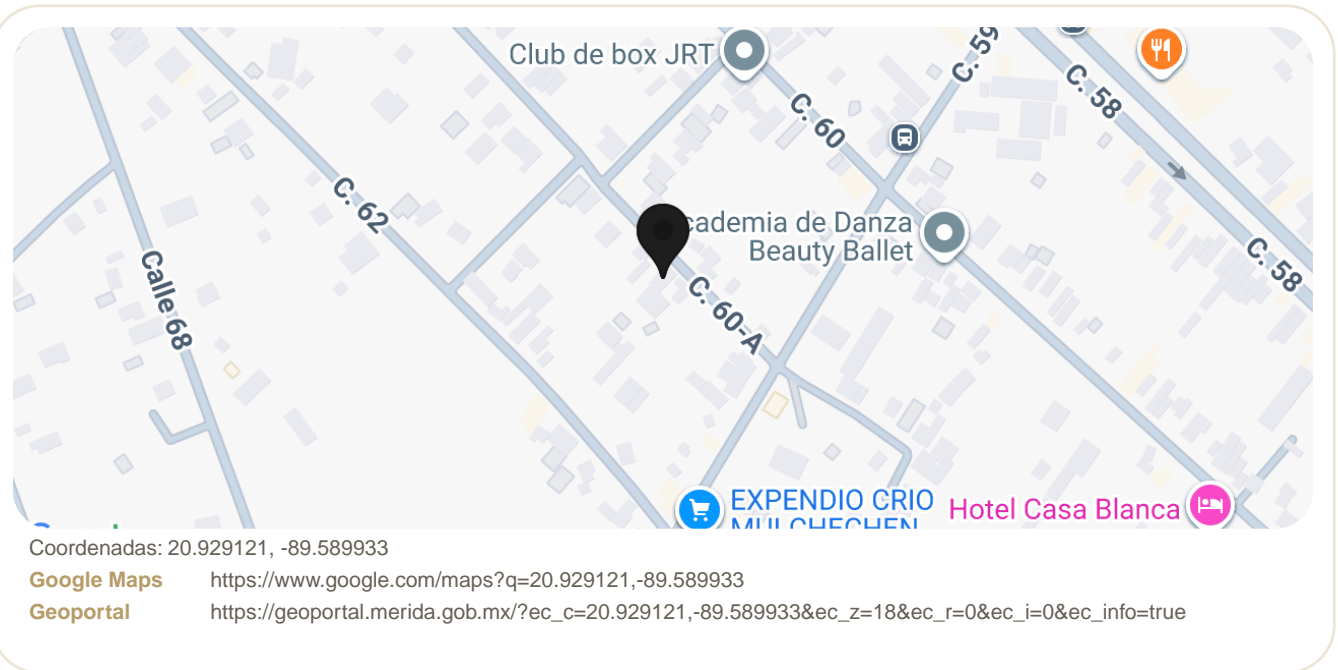 Club de box JRT
C. 59
C. 58
C. 60
C. 62
cademia de Danza
Beauty Ballet
C. 58
Calle 68
C. 60-A
EXPENDIO CRIO
MULCHECHEN
Hotel Casa Blanca
Coordenadas: 20.929121, -89.589933
Google Maps https://www.google.com/maps?q=20.929121,-89.589933
Geoportal https://geoportal.merida.gob.mx/?ec_c=20.929121,-89.589933&ec_z=18&ec_r=0&ec_i=0&ec_info=true